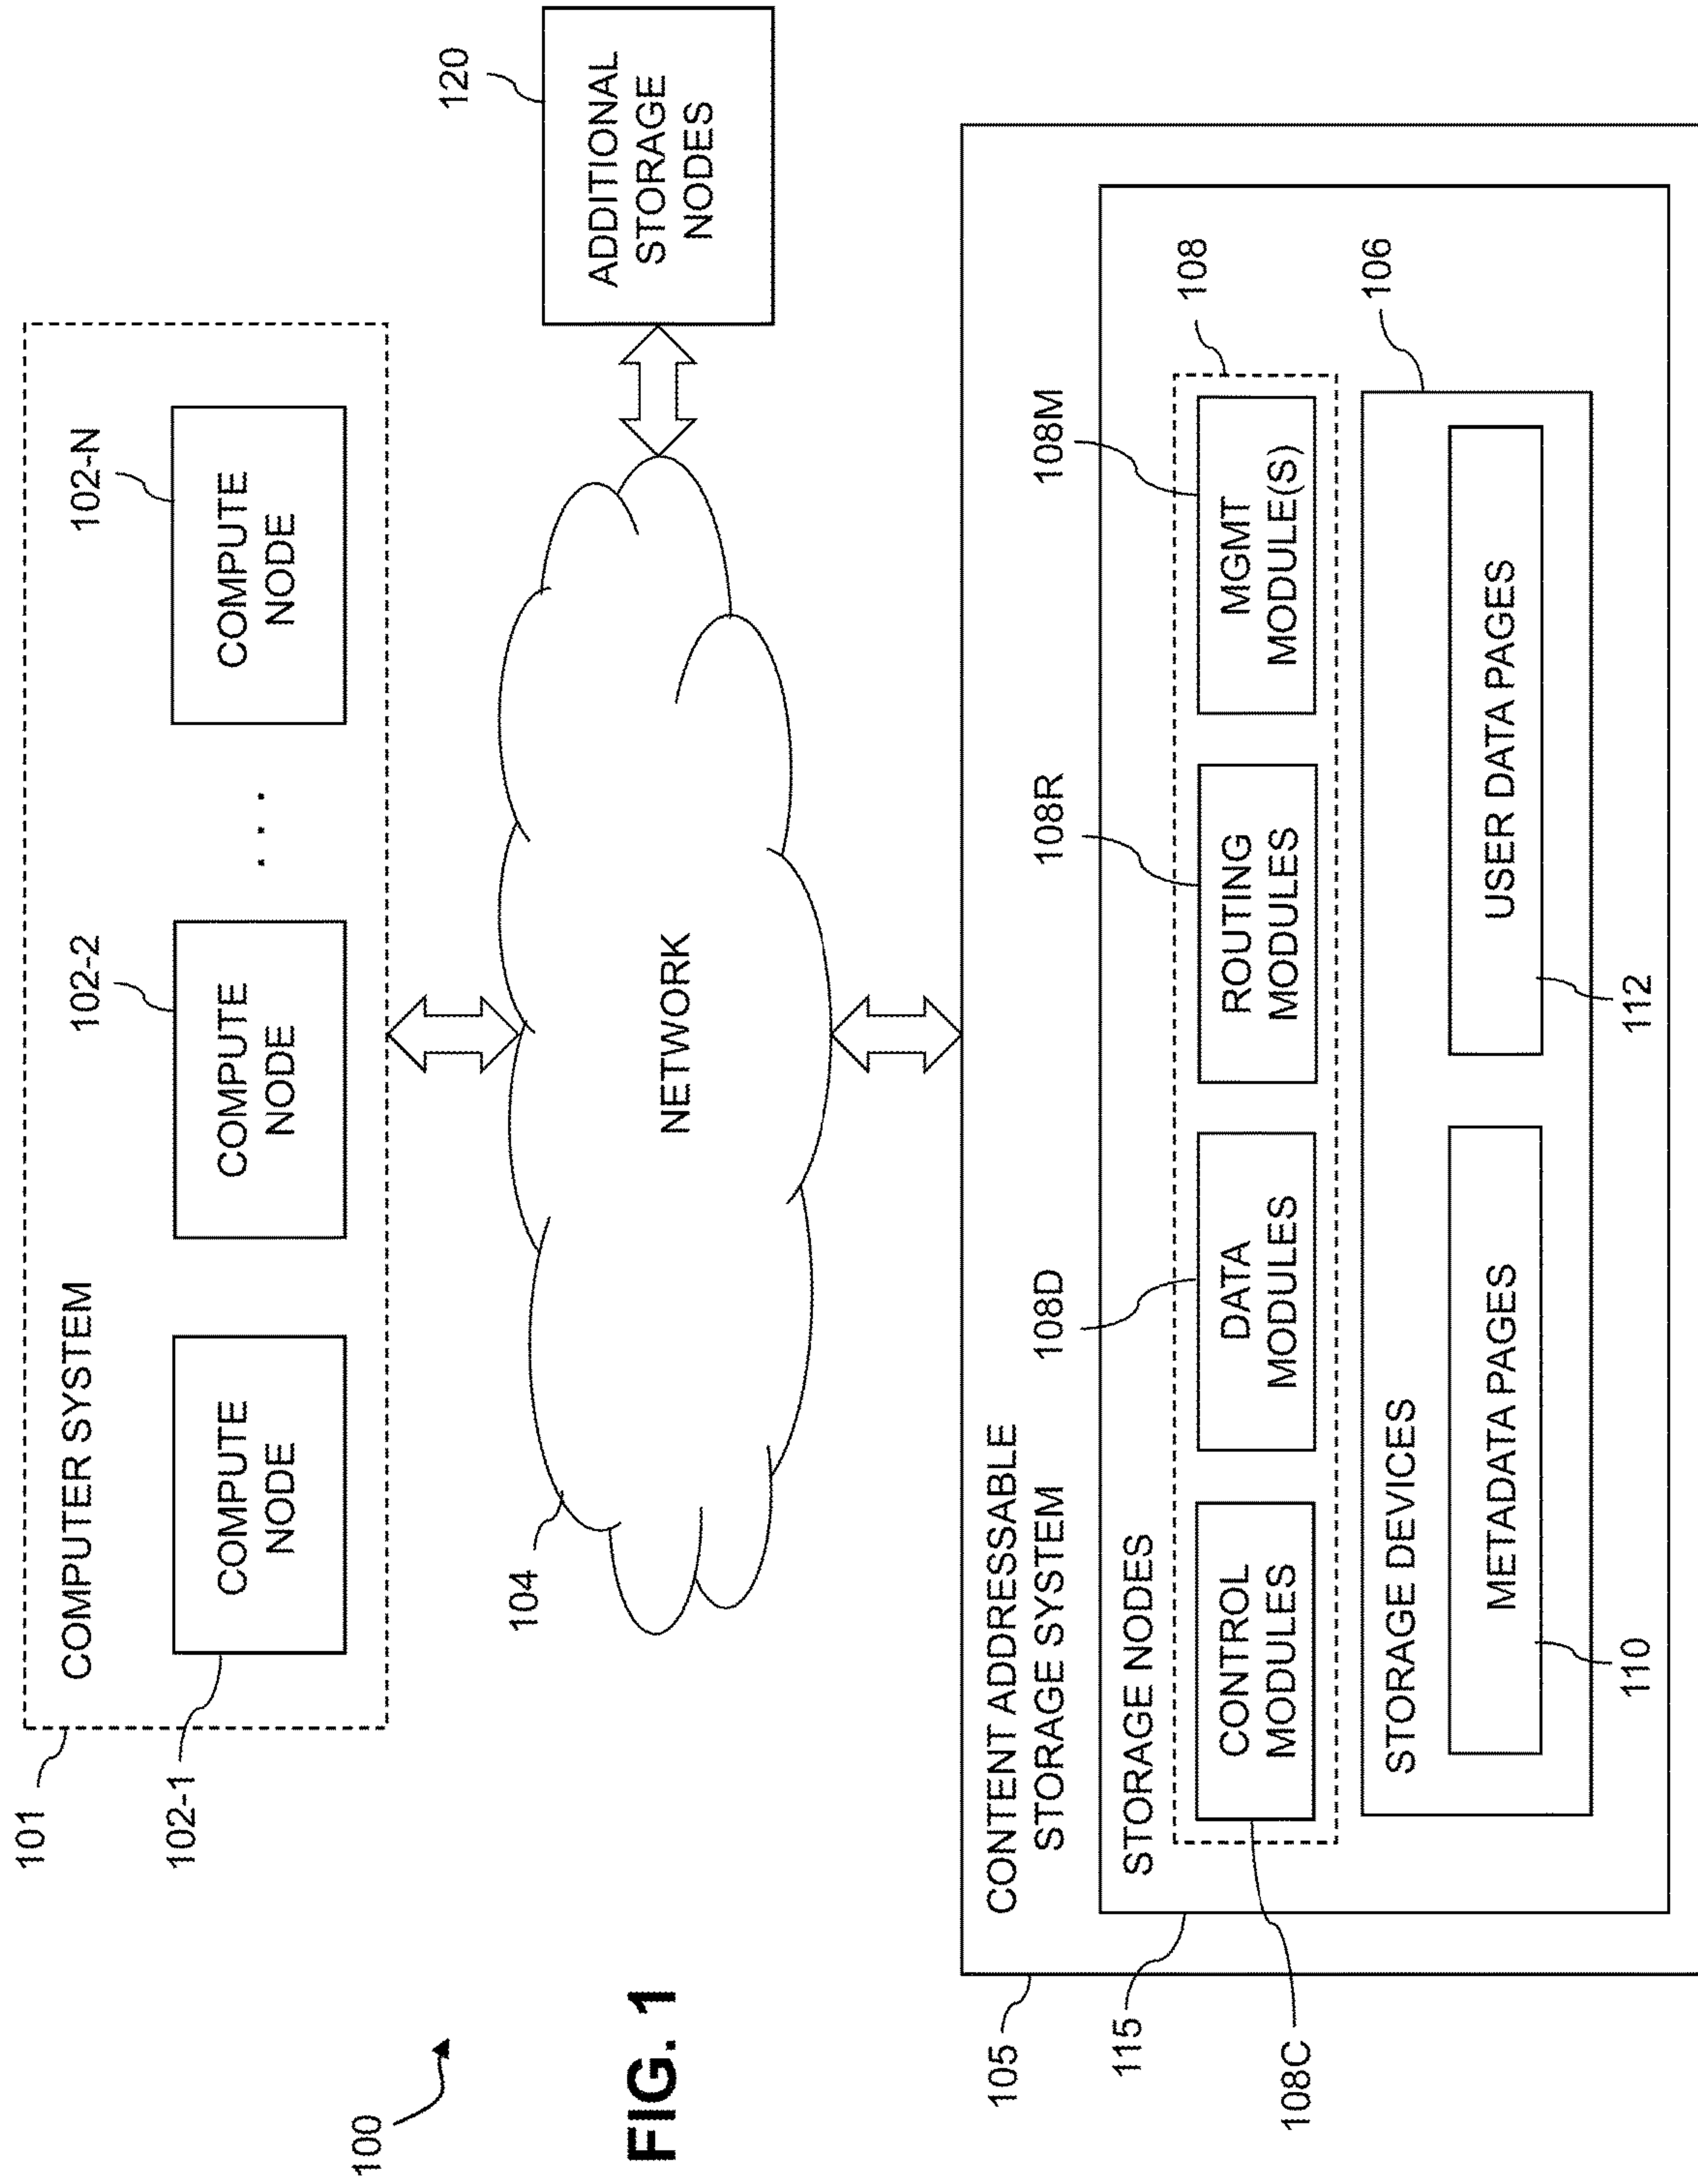 100
FIG. 1
101
COMPUTER SYSTEM
102-1
COMPUTE
NODE
102-2
COMPUTE
NODE
. . .
102-N
COMPUTE
NODE
104
NETWORK
120
ADDITIONAL
STORAGE
NODES
105
CONTENT ADDRESSABLE
STORAGE SYSTEM
115
STORAGE NODES
108
108C
CONTROL
MODULES
108D
DATA
MODULES
108R
ROUTING
MODULES
108M
MGMT
MODULE(S)
106
STORAGE DEVICES
METADATA PAGES
110
USER DATA PAGES
112